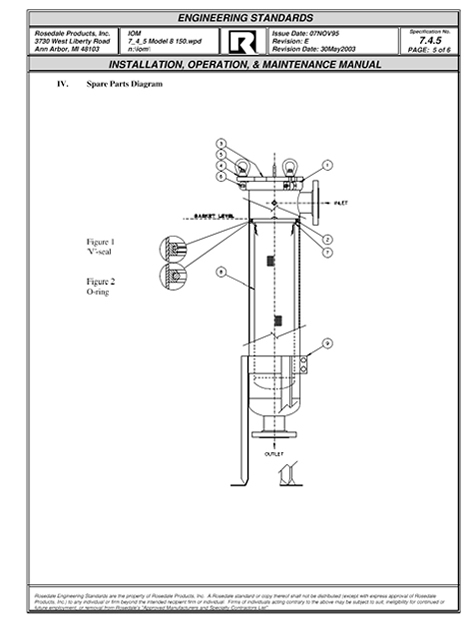 ENGINEERING STANDARDS
Rosedale Products, Inc.
3730 West Liberty Road
Ann Arbor, MI 48103
IOM
7_4_5 Model 8 150.wpd
n:\iom\
R
Issue Date: 07NOV95
Revision: E
Revision Date: 30May2003
Specification No.
7.4.5
PAGE: 5 of 6
INSTALLATION, OPERATION, & MAINTENANCE MANUAL
IV. Spare Parts Diagram
3
5
4
6
1
INLET
BASKET LEVEL
2
7
Figure 1
'V'-seal
Figure 2
O-ring
8
9
OUTLET
Rosedale Engineering Standards are the property of Rosedale Products, Inc. A Rosedale standard or copy thereof shall not be distributed (except with express approval of Rosedale
Products, Inc.) to any individual or firm beyond the intended recipient firm or individual. Firms of individuals acting contrary to the above may be subject to suit, ineligibility for continued or
future employment, or removal from Rosedale's "Approved Manufacturers and Specialty Contractors List".